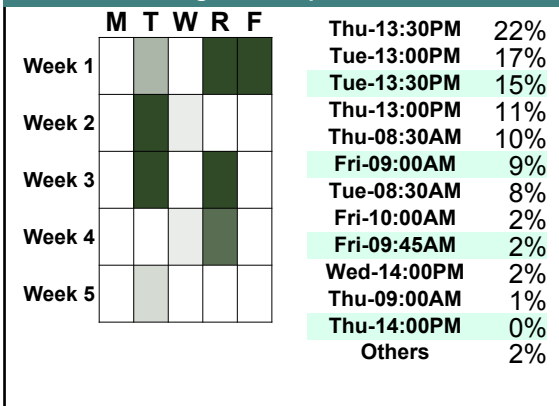 M T W R F
Week 1
Week 2
Week 3
Week 4
Week 5
Thu-13:30PM 22%
Tue-13:00PM 17%
Tue-13:30PM 15%
Thu-13:00PM 11%
Thu-08:30AM 10%
Fri-09:00AM 9%
Tue-08:30AM 8%
Fri-10:00AM 2%
Fri-09:45AM 2%
Wed-14:00PM 2%
Thu-09:00AM 1%
Thu-14:00PM 0%
Others 2%